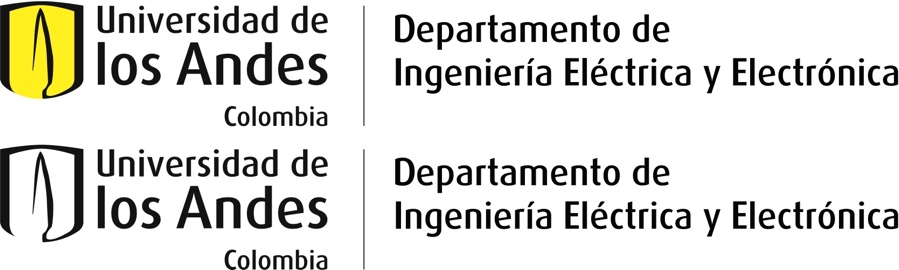 Universidad de
los Andes
Colombia
Departamento de
Ingeniería Eléctrica y Electrónica
Universidad de
los Andes
Colombia
Departamento de
Ingeniería Eléctrica y Electrónica